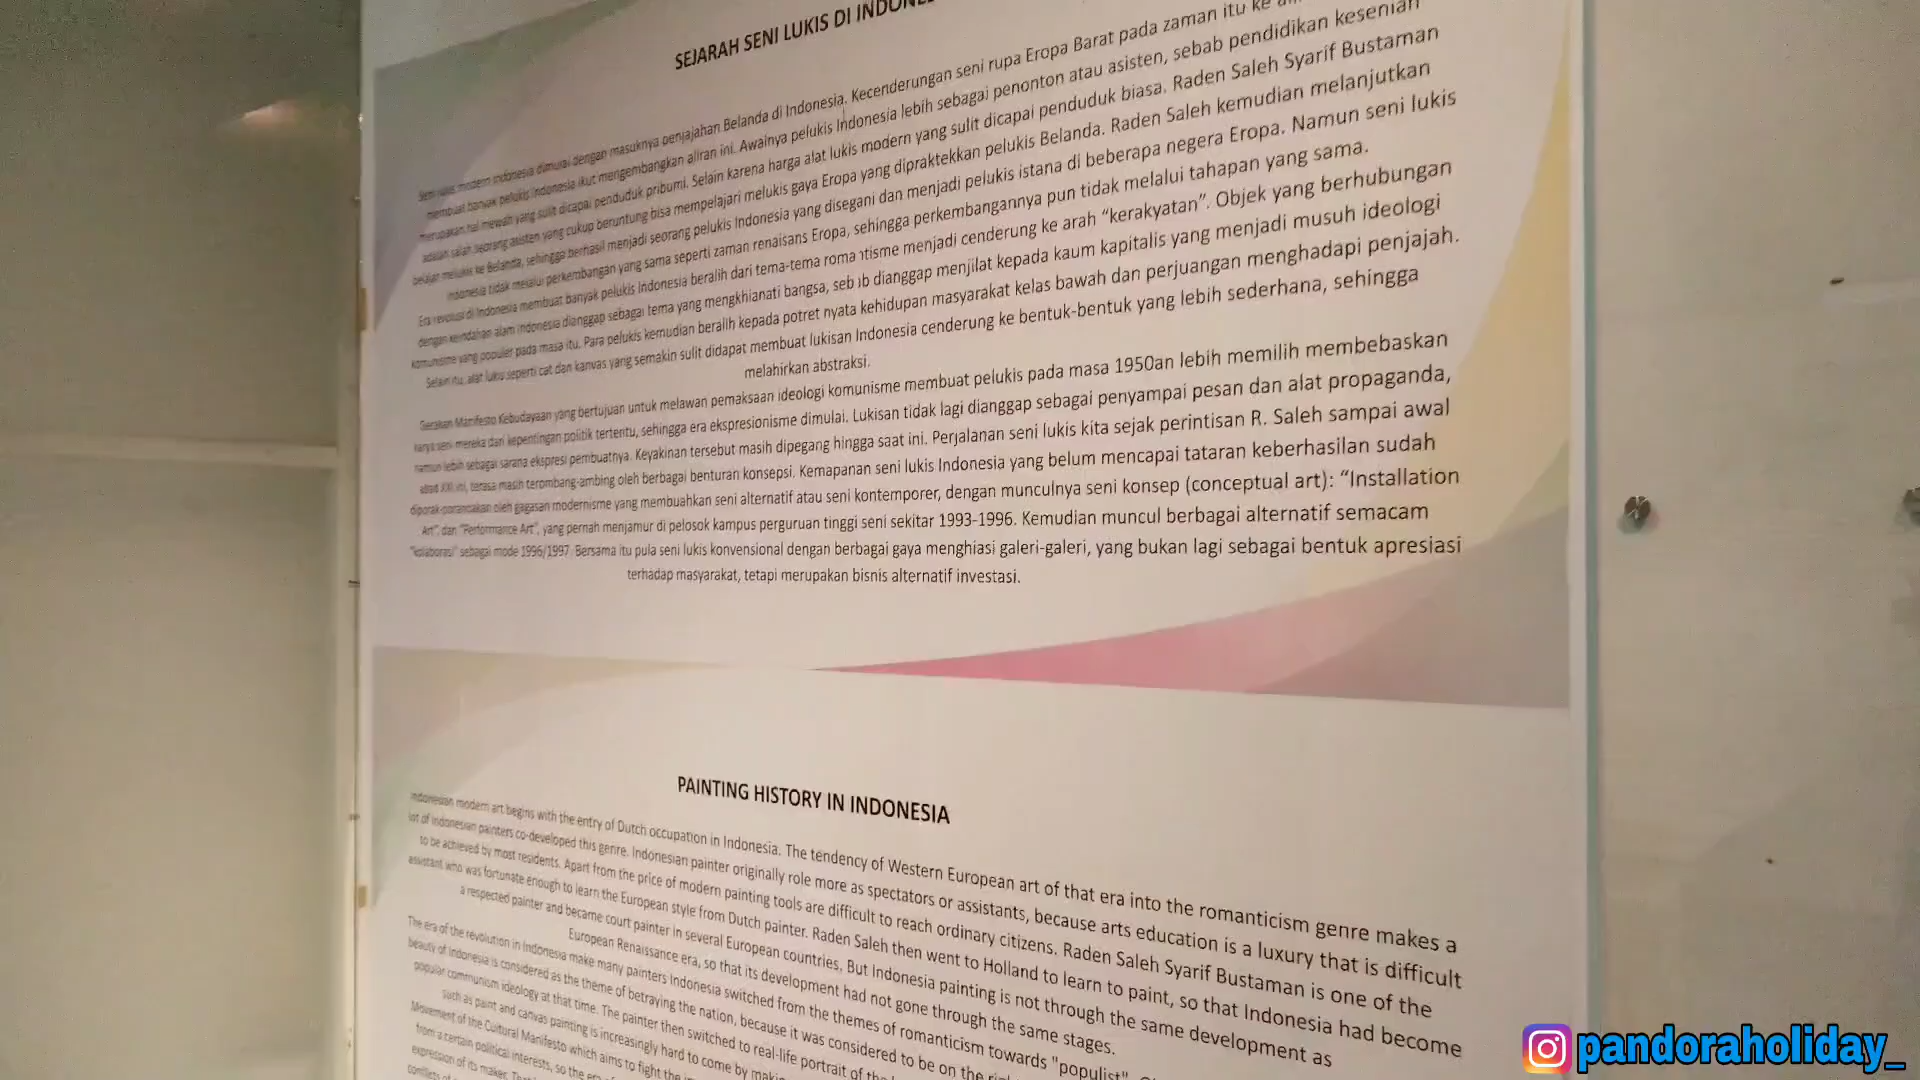 SEJARAH SENI LUKIS DI INDONE
Seni lukis modern Indonesia dimulai dengan masuknya penjajahan Belanda di Indonesia. Kecenderungan seni rupa Eropa Barat pada zaman itu ke
membuat banyak pelukis Indonesia ikut mengembangkan aliran ini. Awalnya pelukis Indonesia lebih sebagai penonton atau asisten, sebab pendidikan kesenian
merupakan hal mewah yang sulit dicapai penduduk pribumi. Selain karena harga alat lukis modern yang sulit dicapai penduduk biasa. Raden Saleh Syarif Bustaman
adalah salah seorang asisten yang cukup beruntung bisa mempelajari melukis gaya Eropa yang dipraktekkan pelukis Belanda. Raden Saleh kemudian melanjutkan
belajar melukis ke Belanda, sehingga berhasil menjadi seorang pelukis Indonesia yang disegani dan menjadi pelukis istana di beberapa negera Eropa. Namun seni lukis
Indonesia tidak melalui perkembangan yang sama seperti zaman renaisans Eropa, sehingga perkembangannya pun tidak melalui tahapan yang sama.
Era revolusi di Indonesia membuat banyak pelukis Indonesia beralih dari tema-tema romantisme menjadi cenderung ke arah “kerakyatan”. Objek yang berhubungan
dengan keindahan alam Indonesia dianggap sebagai tema yang mengkhianati bangsa, sebab dianggap menjilat kepada kaum kapitalis yang menjadi musuh ideologi
komunisme yang populer pada masa itu. Para pelukis kemudian beralih kepada potret nyata kehidupan masyarakat kelas bawah dan perjuangan menghadapi penjajah.
Selain itu, alat lukis seperti cat dan kanvas yang semakin sulit didapat membuat lukisan Indonesia cenderung ke bentuk-bentuk yang lebih sederhana, sehingga
melahirkan abstraksi.
Gerakan Manifesto Kebudayaan yang bertujuan untuk melawan pemaksaan ideologi komunisme membuat pelukis pada masa 1950an lebih memilih membebaskan
karya seni mereka dari kepentingan politik tertentu, sehingga era ekspresionisme dimulai. Lukisan tidak lagi dianggap sebagai penyampai pesan dan alat propaganda,
namun lebih sebagai sarana ekspresi pembuatnya. Keyakinan tersebut masih dipegang hingga saat ini. Perjalanan seni lukis kita sejak perintisan R. Saleh sampai awal
abad XXI ini, terasa masih terombang-ambing oleh berbagai benturan konsepsi. Kemapanan seni lukis Indonesia yang belum mencapai tataran keberhasilan sudah
diporak-porandakan oleh gagasan modernisme yang membuahkan seni alternatif atau seni kontemporer, dengan munculnya seni konsep (conceptual art): “Installation
Art”, dan “Performance Art”, yang pernah menjamur di pelosok kampus perguruan tinggi seni sekitar 1993-1996. Kemudian muncul berbagai alternatif semacam
“kolaborasi” sebagai mode 1996/1997. Bersama itu pula seni lukis konvensional dengan berbagai gaya menghiasi galeri-galeri, yang bukan lagi sebagai bentuk apresiasi
terhadap masyarakat, tetapi merupakan bisnis alternatif investasi.
PAINTING HISTORY IN INDONESIA
Indonesian modern art begins with the entry of Dutch occupation in Indonesia. The tendency of Western European art of that era into the romanticism genre makes a
lot of Indonesian painters co-developed this genre. Indonesian painter originally role more as spectators or assistants, because arts education is a luxury that is difficult
to be achieved by most residents. Apart from the price of modern painting tools are difficult to reach ordinary citizens. Raden Saleh Syarif Bustaman is one of the
assistant who was fortunate enough to learn the European style from Dutch painter. Raden Saleh then went to Holland to learn to paint, so that Indonesia had become
a respected painter and became court painter in several European countries. But Indonesia painting is not through the same development as
European Renaissance era, so that its development had not gone through the same stages.
The era of the revolution in Indonesia make many painters Indonesia switched from the themes of romanticism towards "populist".
beauty of Indonesia is considered as the theme of betraying the nation, because it was considered to be on the
popular communism ideology at that time. The painter then switched to real-life portrait of the
such as paint and canvas painting is increasingly hard to come by
Movement of the Cultural Manifesto which aims to fight the
from a certain political interests, so the
expression of its maker.
pandoraholiday_